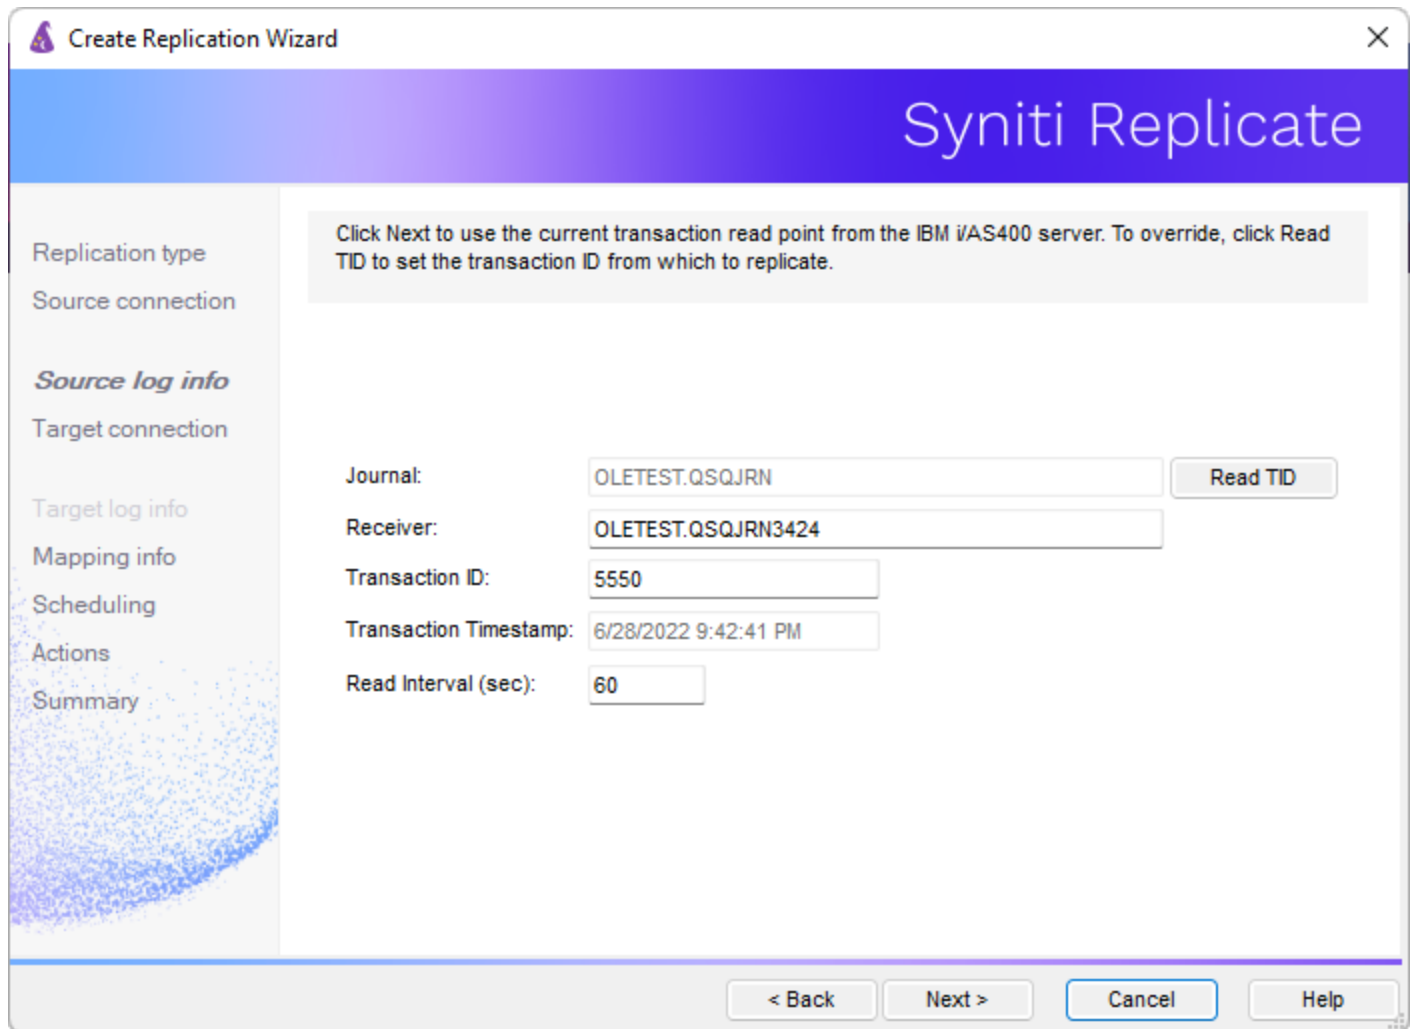 Create Replication Wizard
Syniti Replicate
Replication type
Source connection
Source log info
Target connection
Target log info
Mapping info
Scheduling
Actions
Summary
Click Next to use the current transaction read point from the IBM i/AS400 server. To override, click Read
TID to set the transaction ID from which to replicate.
Journal: OLETEST.QSQJRN Read TID
Receiver: OLETEST.QSQJRN3424
Transaction ID: 5550
Transaction Timestamp: 6/28/2022 9:42:41 PM
Read Interval (sec): 60
< Back Next > Cancel Help